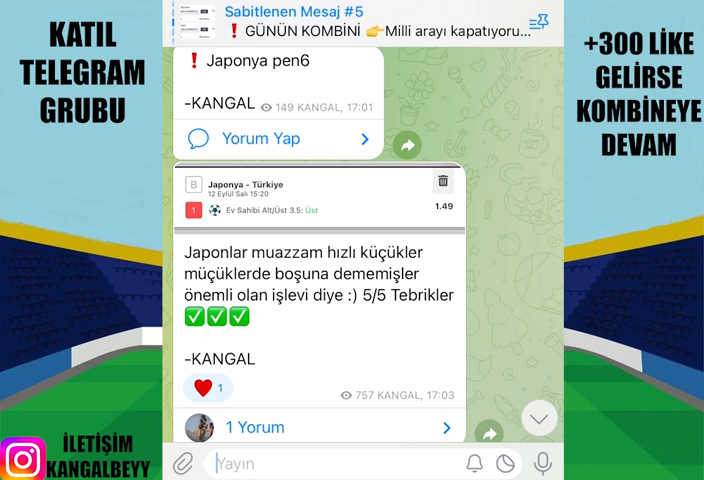 KATIL
TELEGRAM
GRUBU
Sabitlenen Mesaj #5
❗ GÜNÜN KOMBİNİ 👉Milli arayı kapatıyoru...
+300 LİKE
GELİRSE
KOMBİNEYE
DEVAM
❗ Japonya pen6
-KANGAL 149 KANGAL, 17:01
Yorum Yap
B Japonya - Türkiye
12 Eylül Salı 15:20
1 ⚽ Ev Sahibi Alt/Üst 3.5: Üst 1.49
Japonlar muazzam hızlı küçükler
müçüklerde boşuna dememişler
önemli olan işlevi diye :) 5/5 Tebrikler
✅✅✅
-KANGAL
❤️ 1
757 KANGAL, 17:03
1 Yorum
Yayın
İLETİŞİM
KANGALBEYY